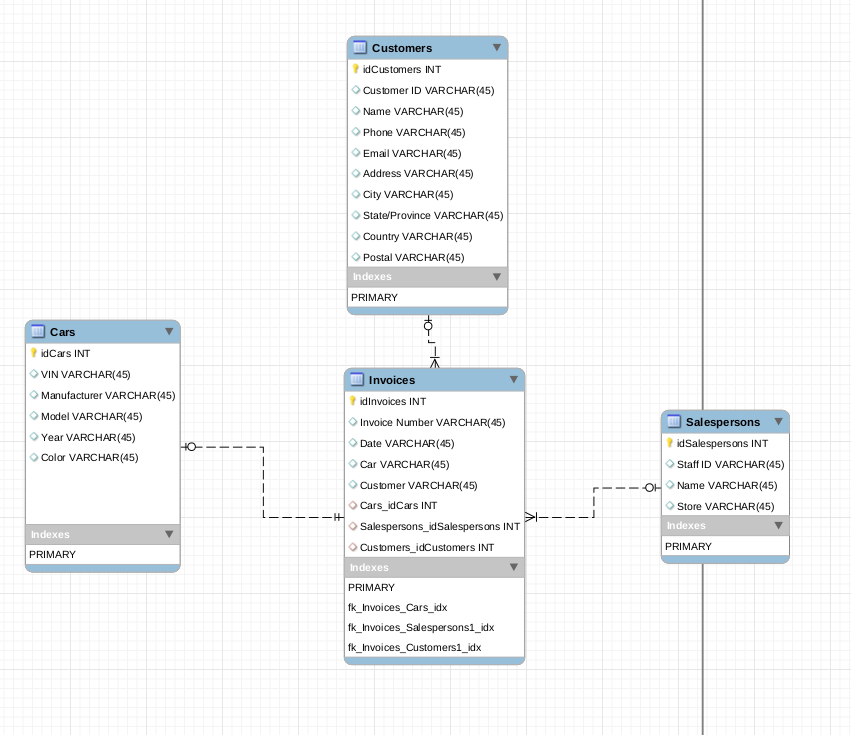 Customers
idCustomers INT
Customer ID VARCHAR(45)
Name VARCHAR(45)
Phone VARCHAR(45)
Email VARCHAR(45)
Address VARCHAR(45)
City VARCHAR(45)
State/Province VARCHAR(45)
Country VARCHAR(45)
Postal VARCHAR(45)
Indexes
PRIMARY
Cars
idCars INT
VIN VARCHAR(45)
Manufacturer VARCHAR(45)
Model VARCHAR(45)
Year VARCHAR(45)
Color VARCHAR(45)
Indexes
PRIMARY
Invoices
idInvoices INT
Invoice Number VARCHAR(45)
Date VARCHAR(45)
Car VARCHAR(45)
Customer VARCHAR(45)
Cars_idCars INT
Salespersons_idSalespersons INT
Customers_idCustomers INT
Indexes
PRIMARY
fk_Invoices_Cars_idx
fk_Invoices_Salespersons1_idx
fk_Invoices_Customers1_idx
Salespersons
idSalespersons INT
Staff ID VARCHAR(45)
Name VARCHAR(45)
Store VARCHAR(45)
Indexes
PRIMARY